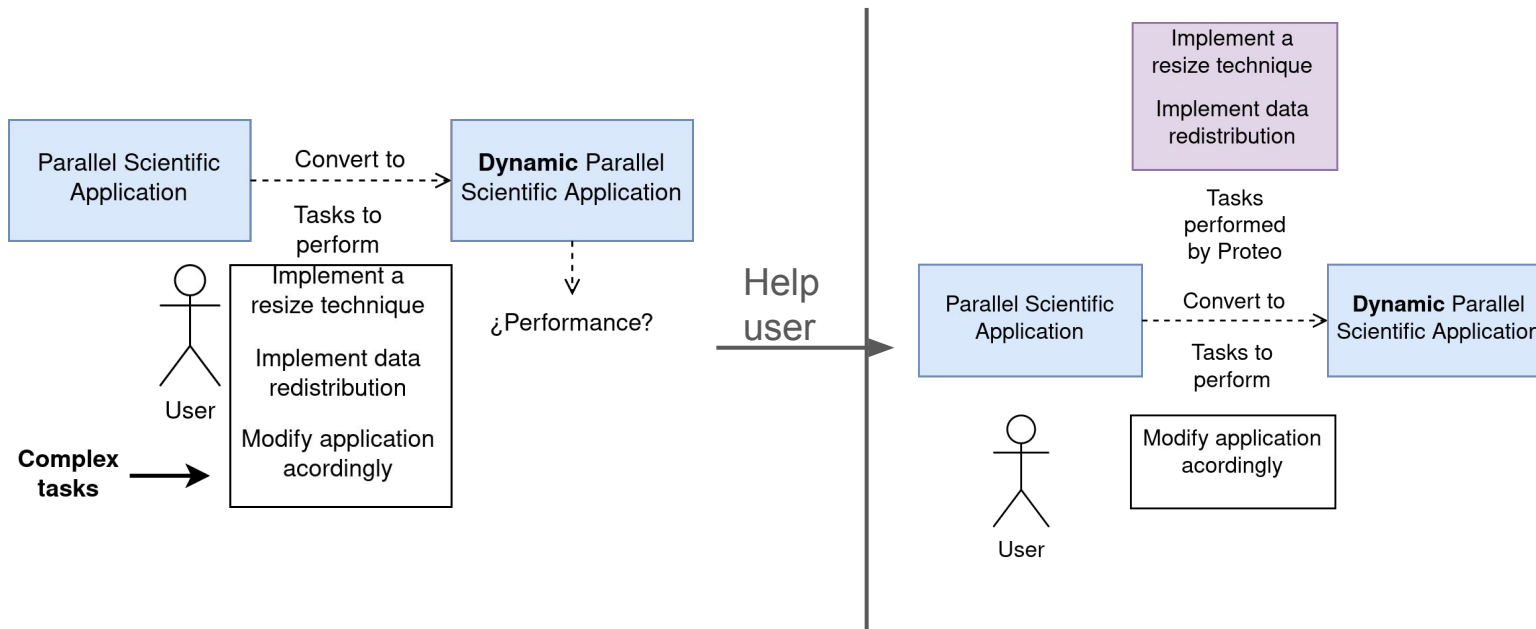 Parallel Scientific
Application
Convert to
Dynamic Parallel
Scientific Application
Tasks to
perform
Implement a
resize technique
Implement data
redistribution
Modify application
acordingly
User
Complex
tasks
¿Performance?
Help
user
Implement a
resize technique
Implement data
redistribution
Tasks
performed
by Proteo
Parallel Scientific
Application
Convert to
Dynamic Parallel
Scientific Application
Tasks to
perform
Modify application
acordingly
User